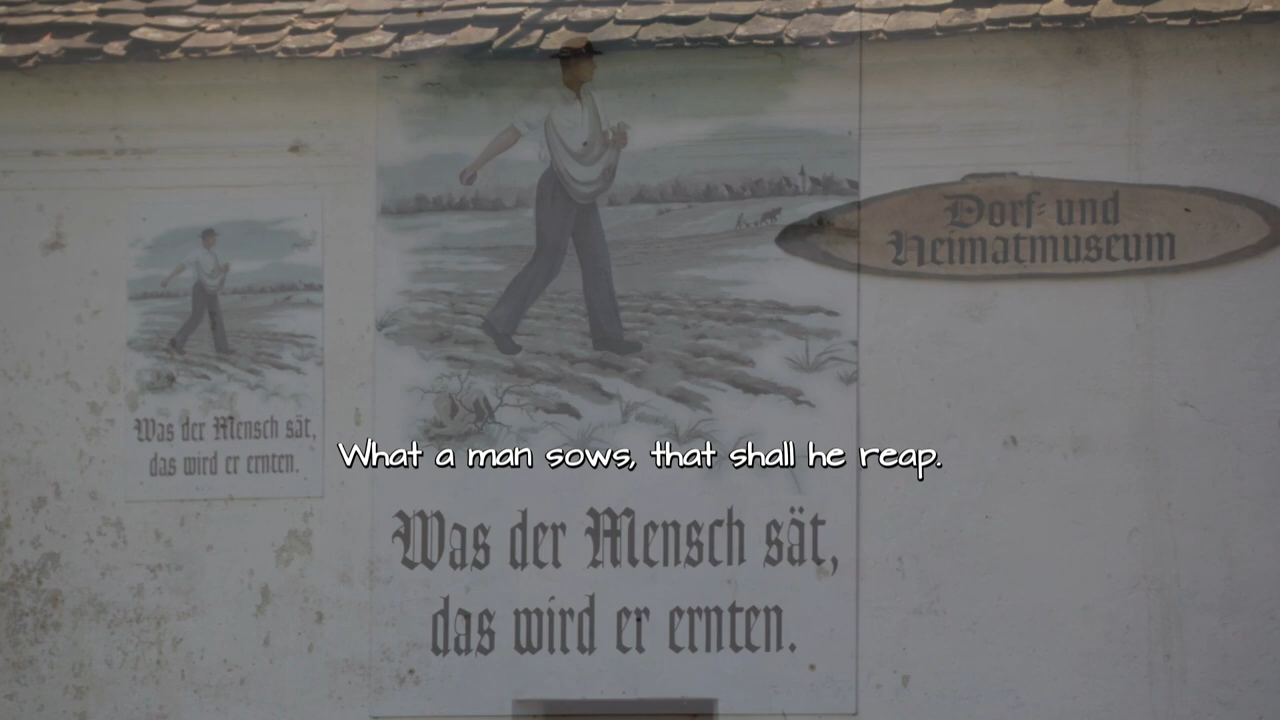 Dorf- und
Heimatmuseum
Was der Mensch sät,
das wird er ernten.
What a man sows, that shall he reap.
Was der Mensch sät,
das wird er ernten.